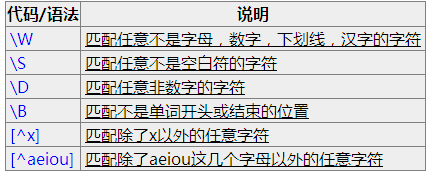 代码/语法 说明
\W 匹配任意不是字母，数字，下划线，汉字的字符
\S 匹配任意不是空白符的字符
\D 匹配任意非数字的字符
\B 匹配不是单词开头或结束的位置
[^x] 匹配除了x以外的任意字符
[^aeiou] 匹配除了aeiou这几个字母以外的任意字符